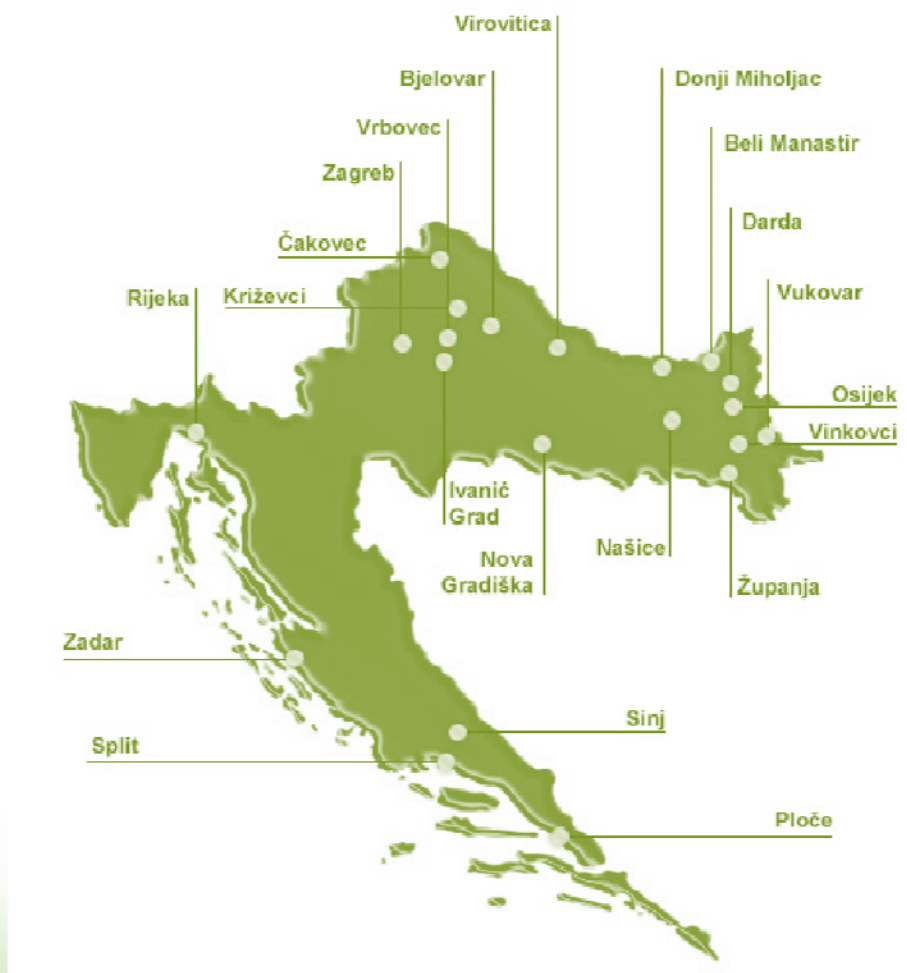 Virovitica
Bjelovar
Donji Miholjac
Vrbovec
Beli Manastir
Zagreb
Darda
Čakovec
Vukovar
Rijeka
Križevci
Osijek
Vinkovci
Ivanić
Grad
Našice
Nova
Gradiška
Županja
Zadar
Sinj
Split
Ploče